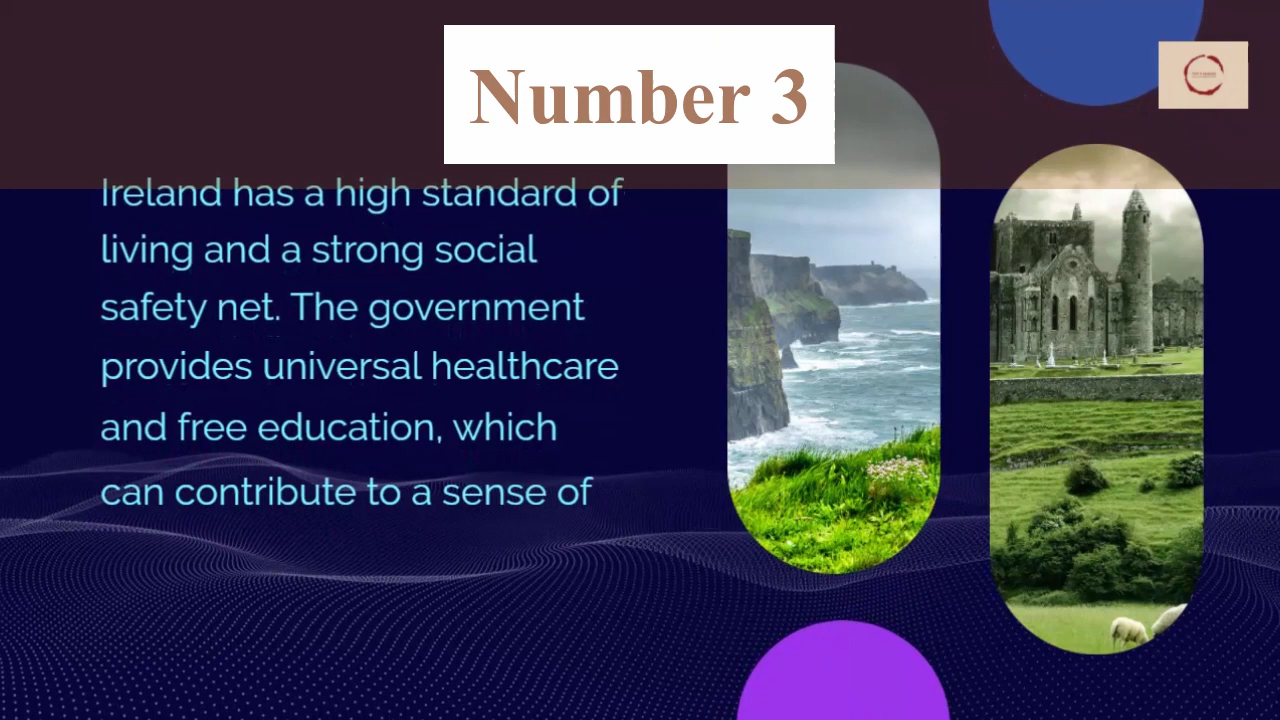 Number 3
Ireland has a high standard of
living and a strong social
safety net. The government
provides universal healthcare
and free education, which
can contribute to a sense of